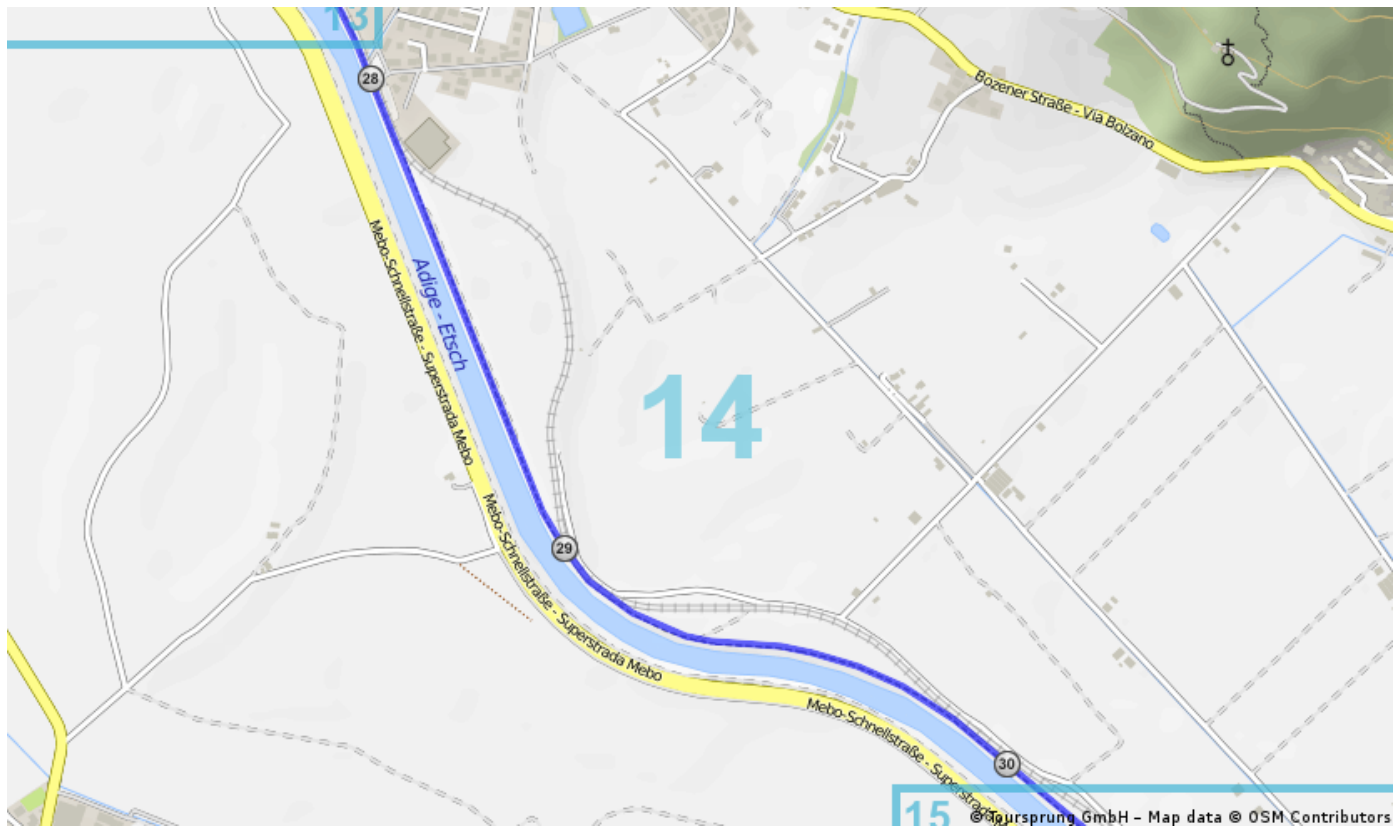 13
28
Bozener Straße - Via Bolzano
Mebo-Schnellstraße - Superstrada Mebo
Adige - Etsch
14
Mebo-Schnellstraße - Superstrada Mebo
29
Mebo-Schnellstraße - Superstrada
30
15
© Toursprung GmbH – Map data © OSM Contributors